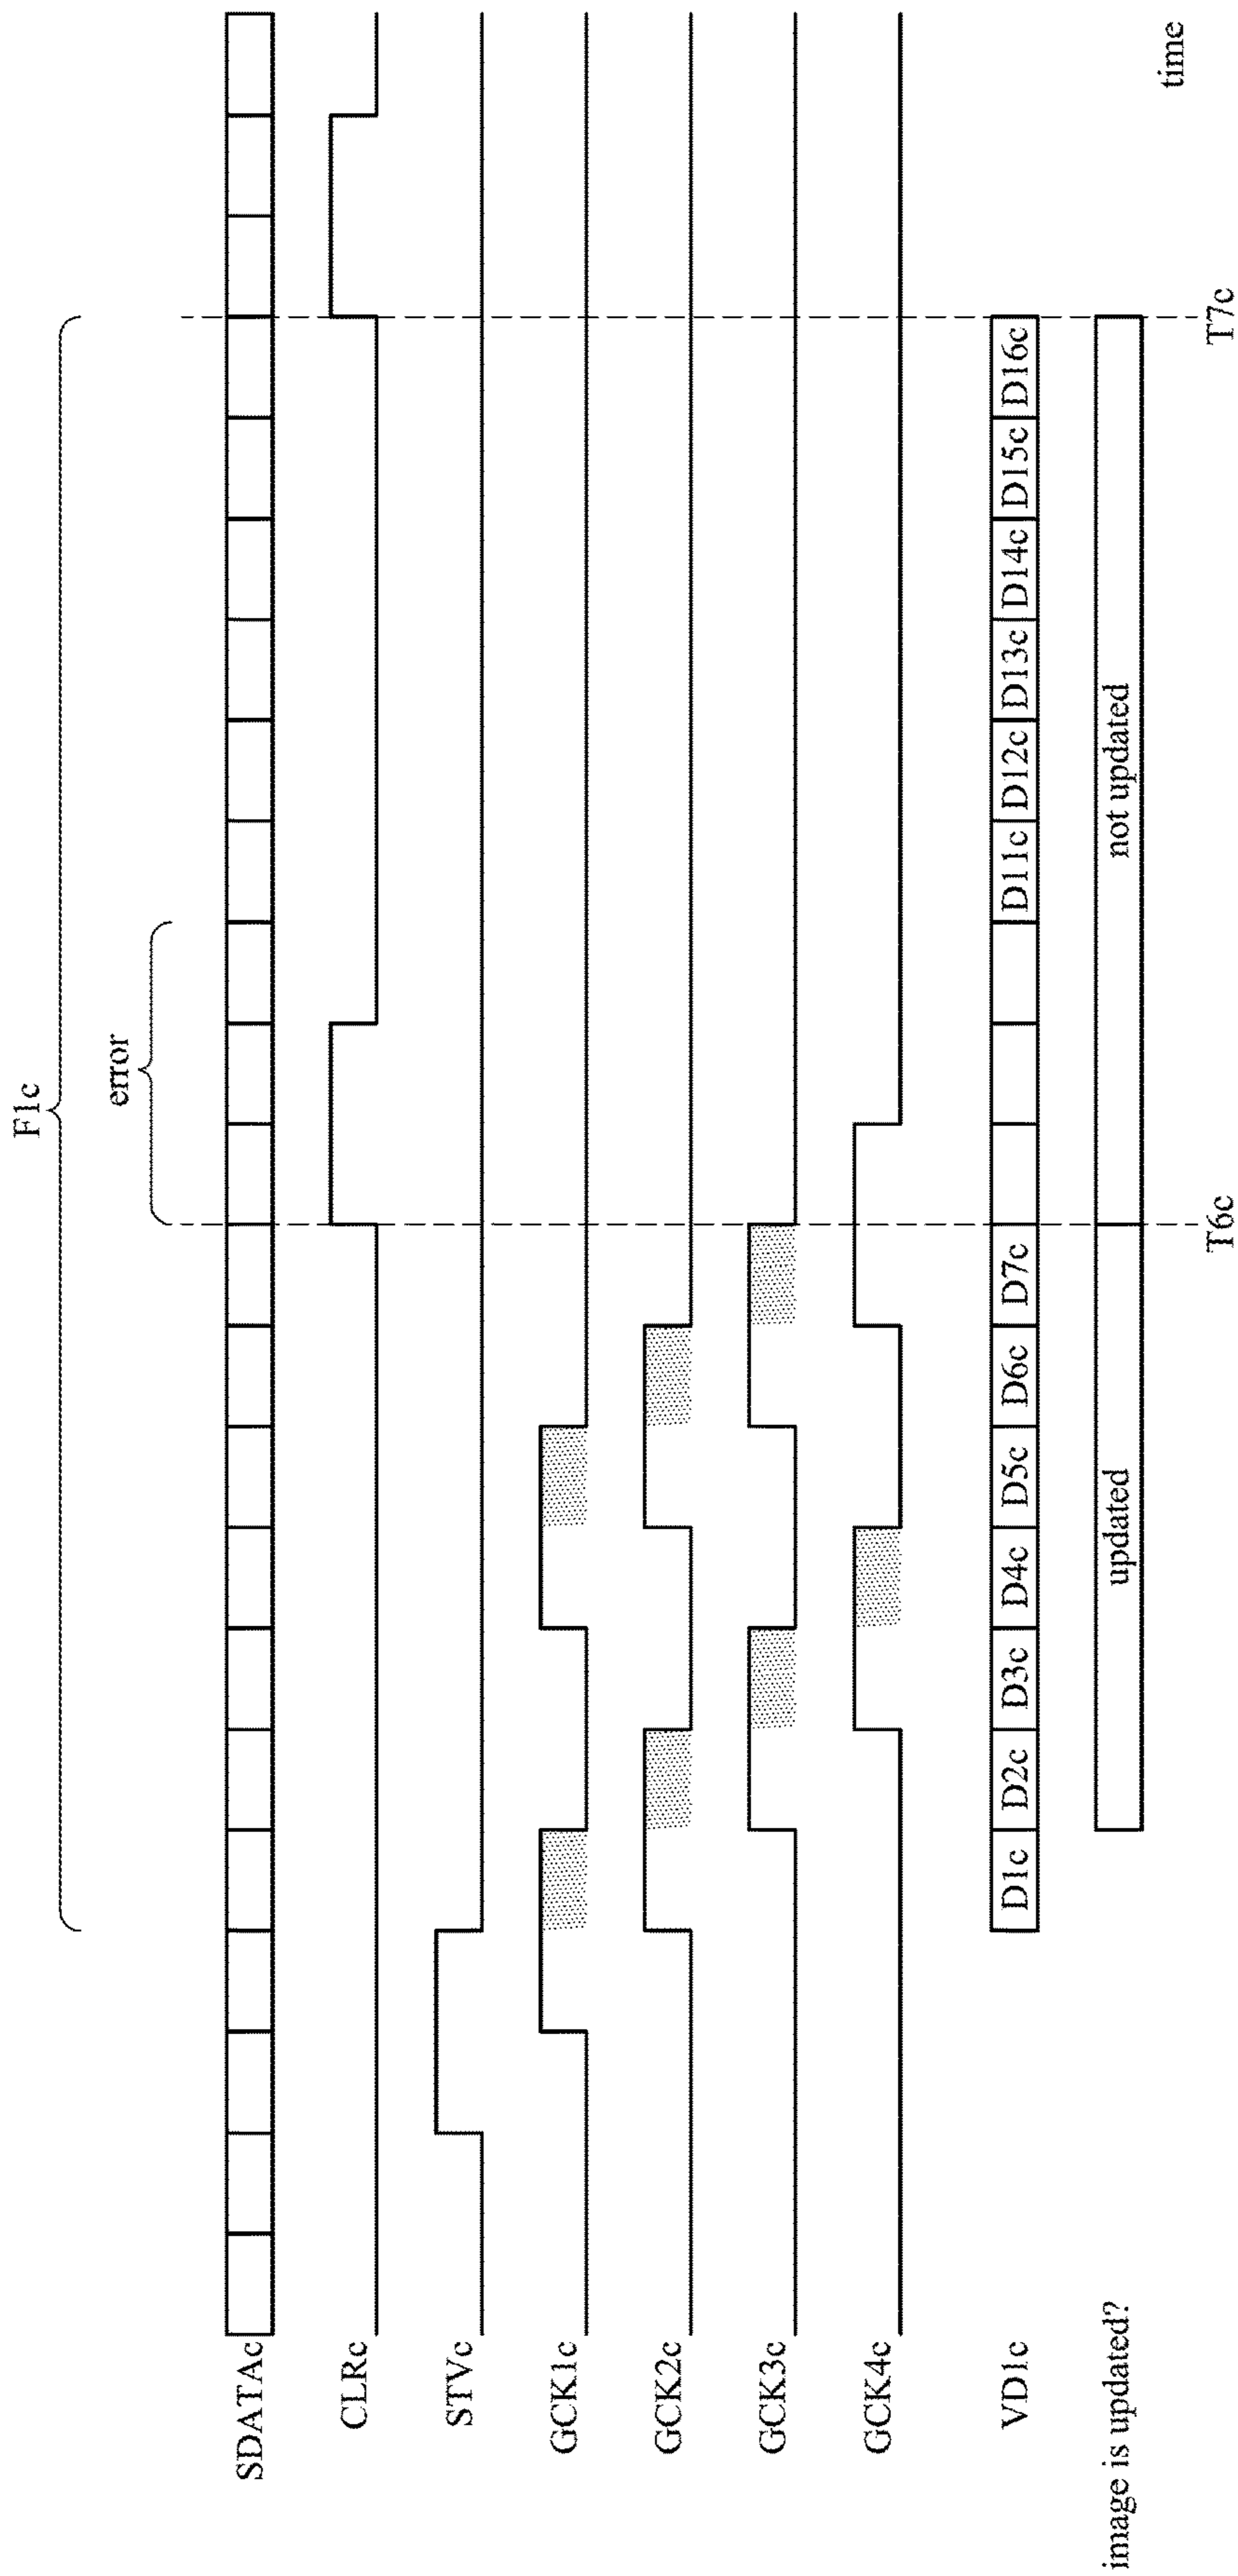 F1c
error
SDATAc
CLRc
STVc
GCK1c
GCK2c
GCK3c
GCK4c
VD1c D1c D2c D3c D4c D5c D6c D7c D11c D12c D13c D14c D15c D16c
image is updated? updated not updated
time
T6c T7c